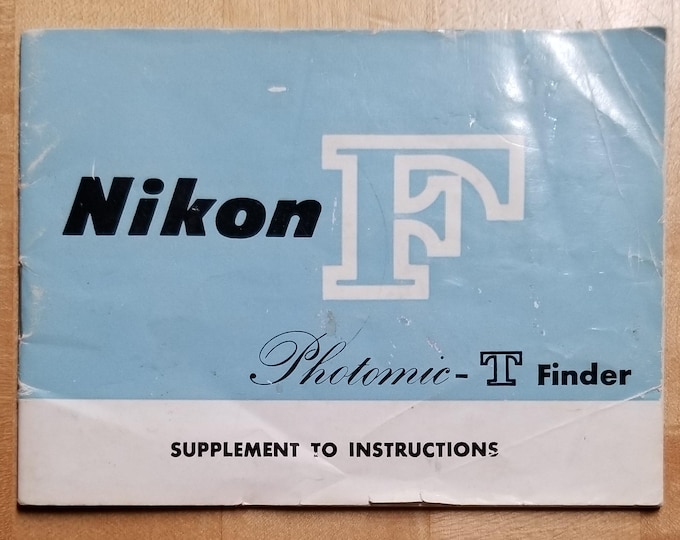 Nikon F
Photomic - T Finder
SUPPLEMENT TO INSTRUCTIONS